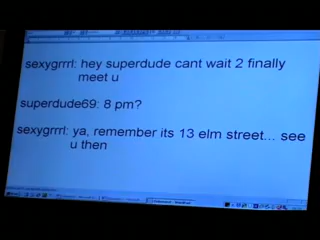 sexygrrrl: hey superdude cant wait 2 finally
meet u
superdude69: 8 pm?
sexygrrrl: ya, remember its 13 elm street... see
u then